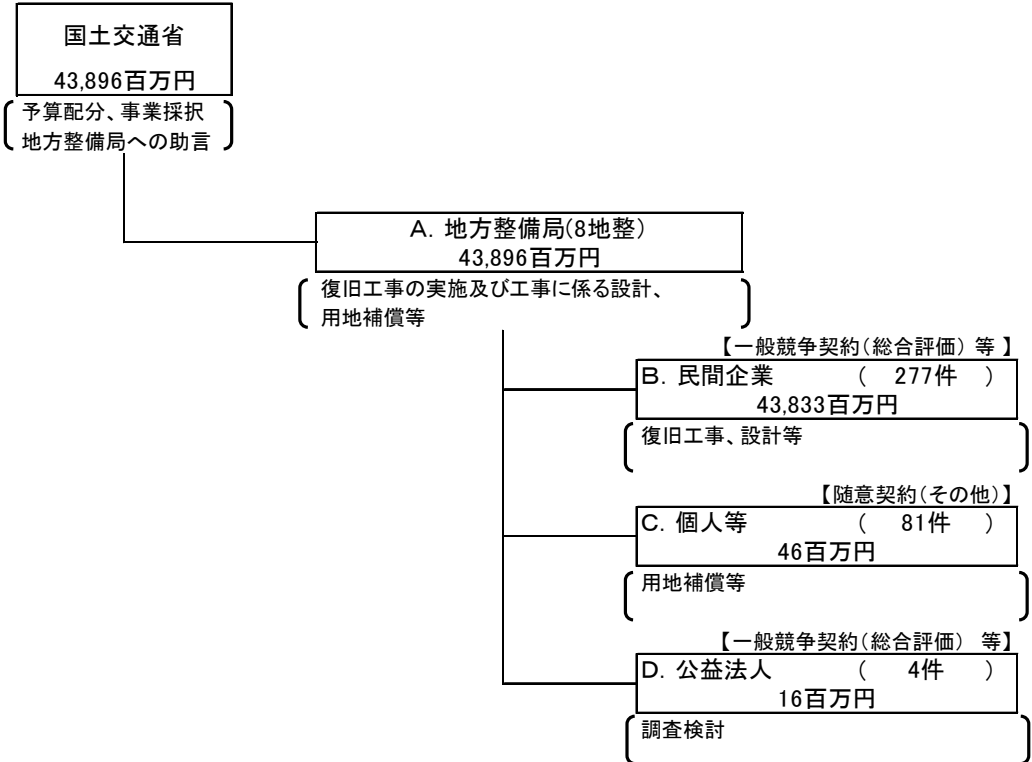 国土交通省
43,896百万円
予算配分、事業採択
地方整備局への助言
A. 地方整備局(8地整)
43,896百万円
復旧工事の実施及び工事に係る設計、
用地補償等
【一般競争契約(総合評価) 等 】
B. 民間企業 ( 277件 )
43,833百万円
復旧工事、設計等
【随意契約(その他)】
C. 個人等 ( 81件 )
46百万円
用地補償等
【一般競争契約(総合評価) 等】
D. 公益法人 ( 4件 )
16百万円
調査検討